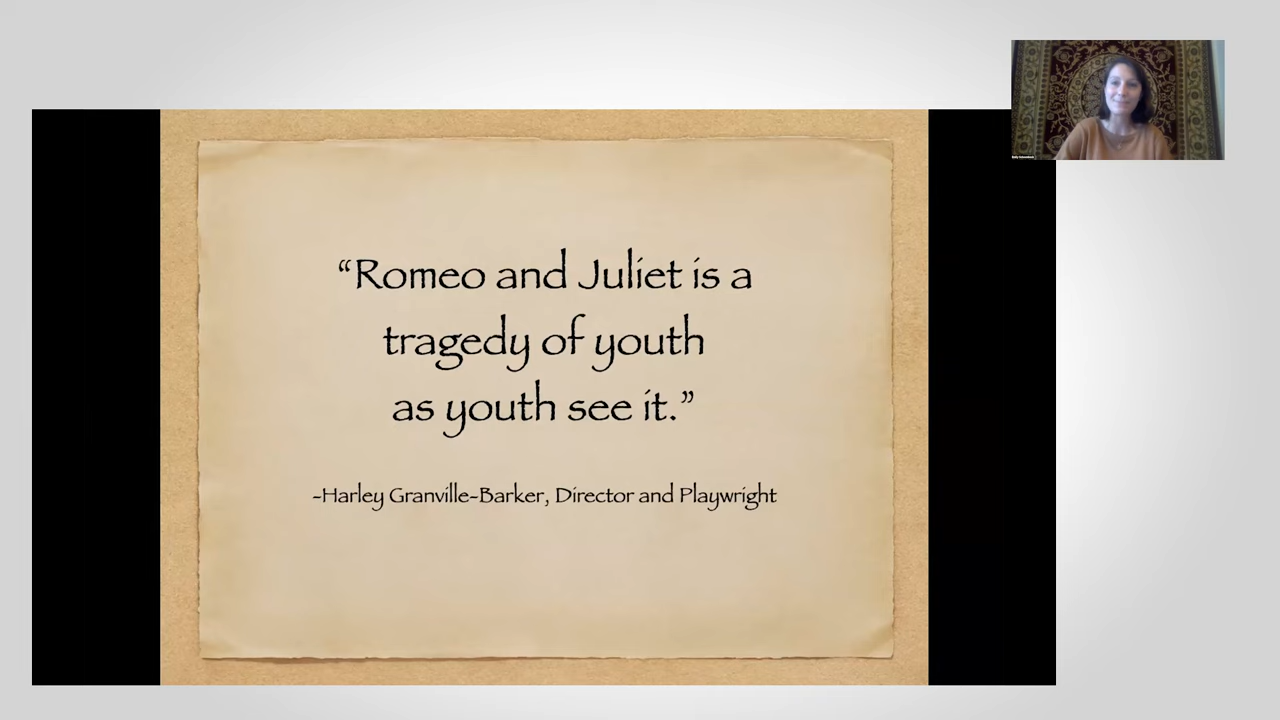 “Romeo and Juliet is a
tragedy of youth
as youth see it.”
-Harley Granville-Barker, Director and Playwright